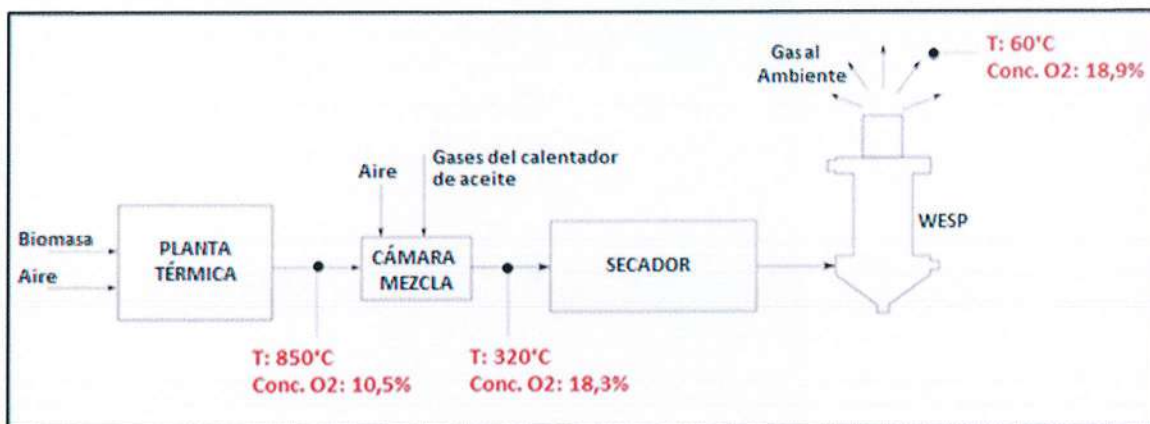 T: 60°C
Conc. O2: 18,9%
Gas al
Ambiente
Gases del calentador
de aceite
Aire
Biomasa
Aire
PLANTA
TÉRMICA
CÁMARA
MEZCLA
SECADOR
WESP
T: 850°C
Conc. O2: 10,5%
T: 320°C
Conc. O2: 18,3%